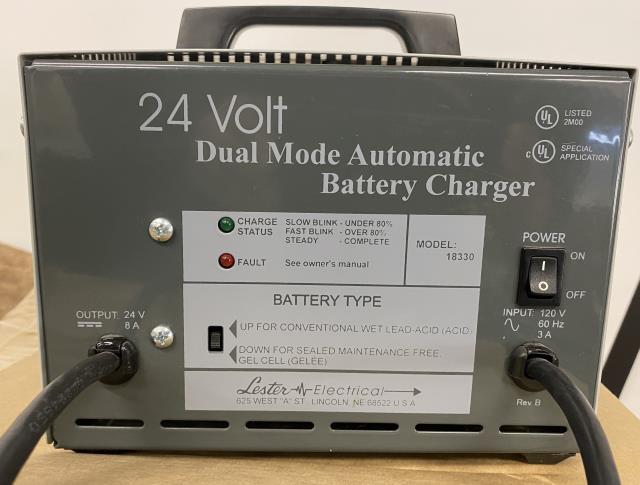 24 Volt
Dual Mode Automatic
Battery Charger
UL LISTED
2M00
c UL SPECIAL
APPLICATION
CHARGE
STATUS
SLOW BLINK - UNDER 80%
FAST BLINK - OVER 80%
STEADY - COMPLETE
FAULT
See owner's manual
MODEL:
18330
POWER
ON
OFF
OUTPUT: 24 V
8 A
BATTERY TYPE
UP FOR CONVENTIONAL WET LEAD-ACID (ACID)
DOWN FOR SEALED MAINTENANCE FREE,
GEL CELL (GELÉE)
INPUT: 120 V
60 Hz
3 A
Lester Electrical
625 WEST "A" ST. LINCOLN, NE 68522 U S A
Rev. B